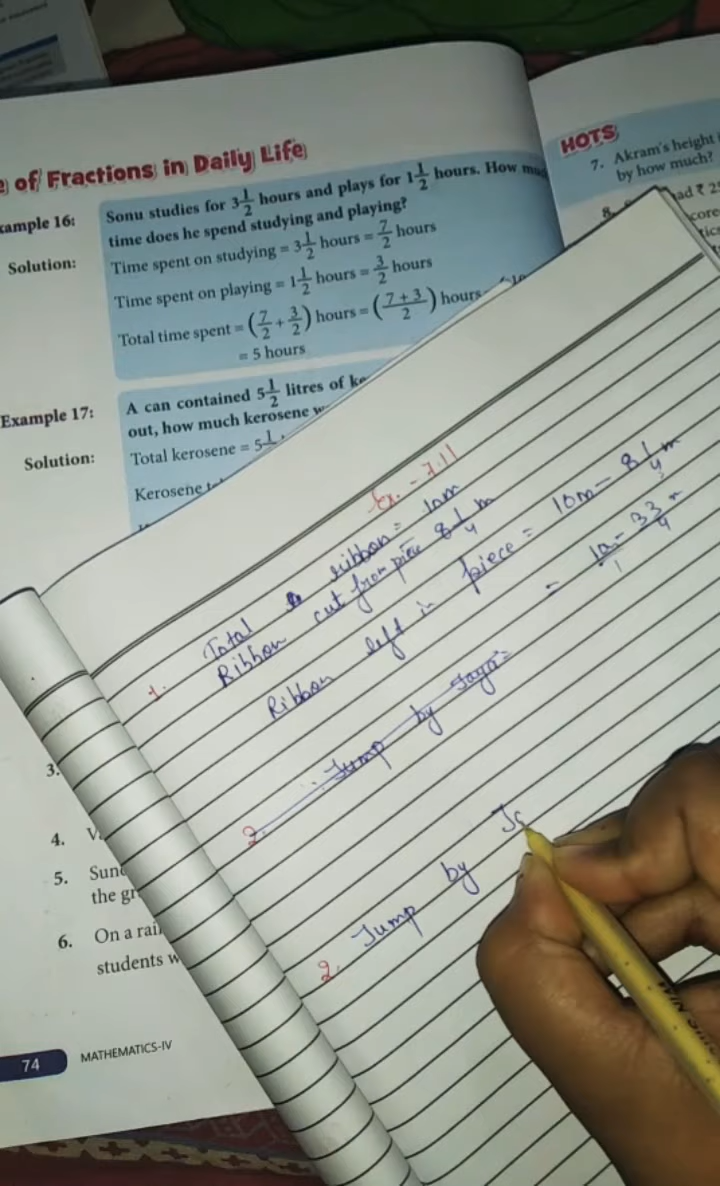 of Fractions in Daily Life
Example 16: Sonu studies for 3 1/2 hours and plays for 1 1/2 hours. How much
time does he spend studying and playing?
Solution: Time spent on studying = 3 1/2 hours = 7/2 hours
Time spent on playing = 1 1/2 hours = 3/2 hours
Total time spent = (7/2 + 3/2) hours = (7 + 3/2) hours
= 5 hours
Example 17: A can contained 5 1/2 litres of
out, how much kerosene
Solution: Total kerosene = 5 1
Kerosene
3.
4.
5.
the
6. On a
students
74 MATHEMATICS-IV
HOTS
7. Akram's height
by how much?
8. ₹
Ex. - 7.11
1. Total ribbon = 10m
Ribbon cut from piece 8 1/4 m
Ribbon left in piece = 10m - 8 1/4 m
= 10/1 - 33/4
2. Jump by Jaya =
2. Jump by